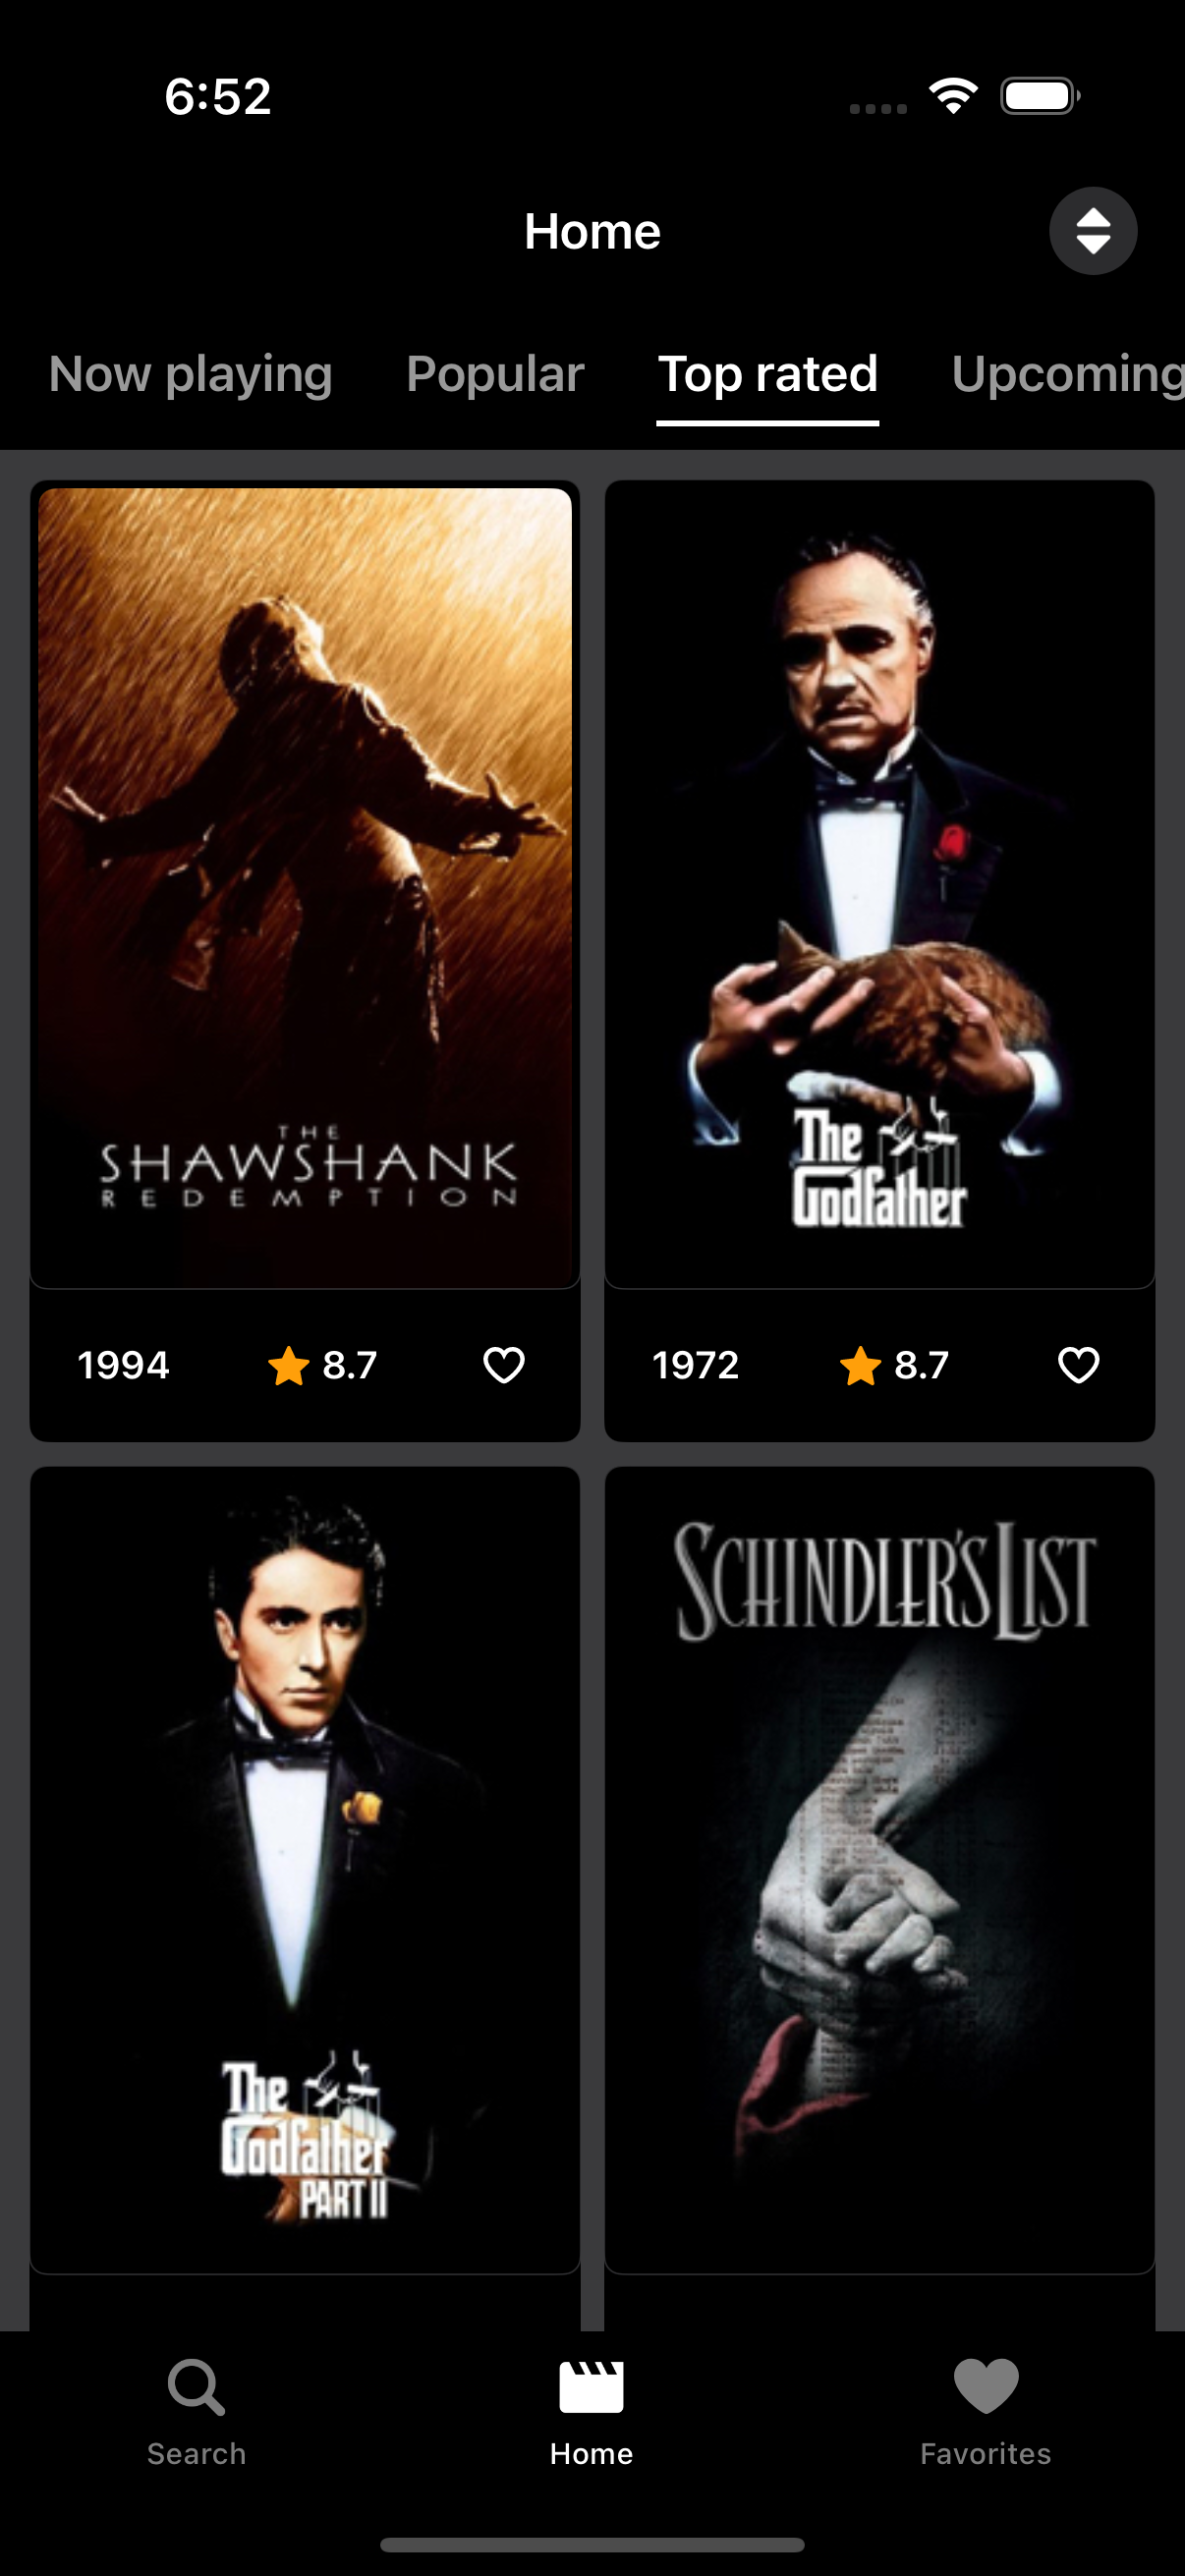 6:52
Home
Now playing Popular Top rated Upcoming
THE
SHAWSHANK
REDEMPTION
The
Godfather
1994 8.7
1972 8.7
The
Godfather
PART II
SCHINDLER'S LIST
Search Home Favorites